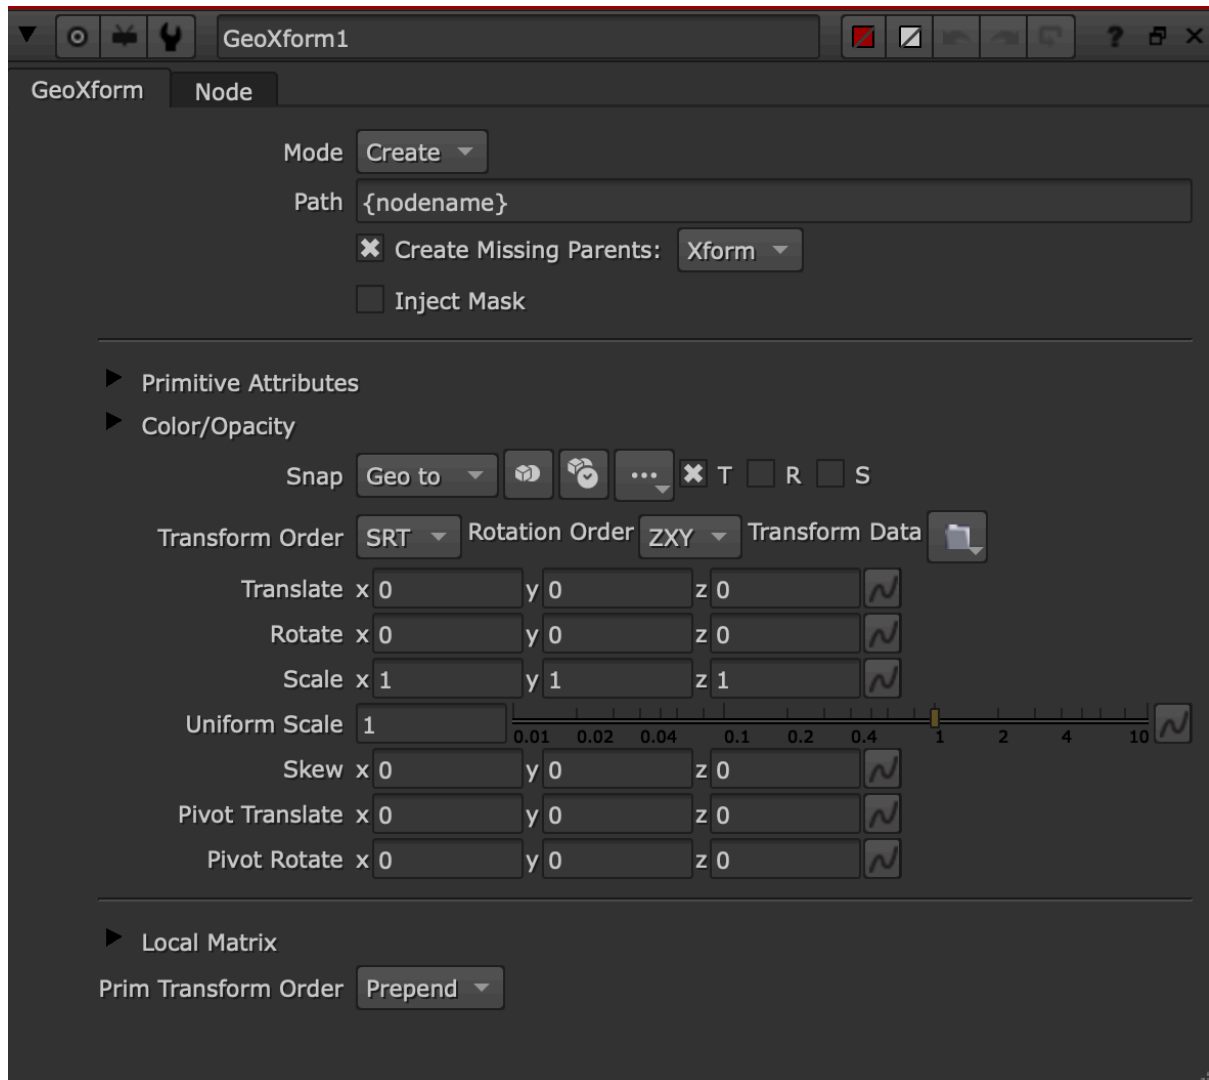 GeoXform1 ? ×
GeoXform Node
Mode Create
Path {nodename}
Create Missing Parents: Xform
Inject Mask
Primitive Attributes
Color/Opacity
Snap Geo to ... T R S
Transform Order SRT Rotation Order ZXY Transform Data
Translate x 0 y 0 z 0
Rotate x 0 y 0 z 0
Scale x 1 y 1 z 1
Uniform Scale 1 0.01 0.02 0.04 0.1 0.2 0.4 1 2 4 10
Skew x 0 y 0 z 0
Pivot Translate x 0 y 0 z 0
Pivot Rotate x 0 y 0 z 0
Local Matrix
Prim Transform Order Prepend